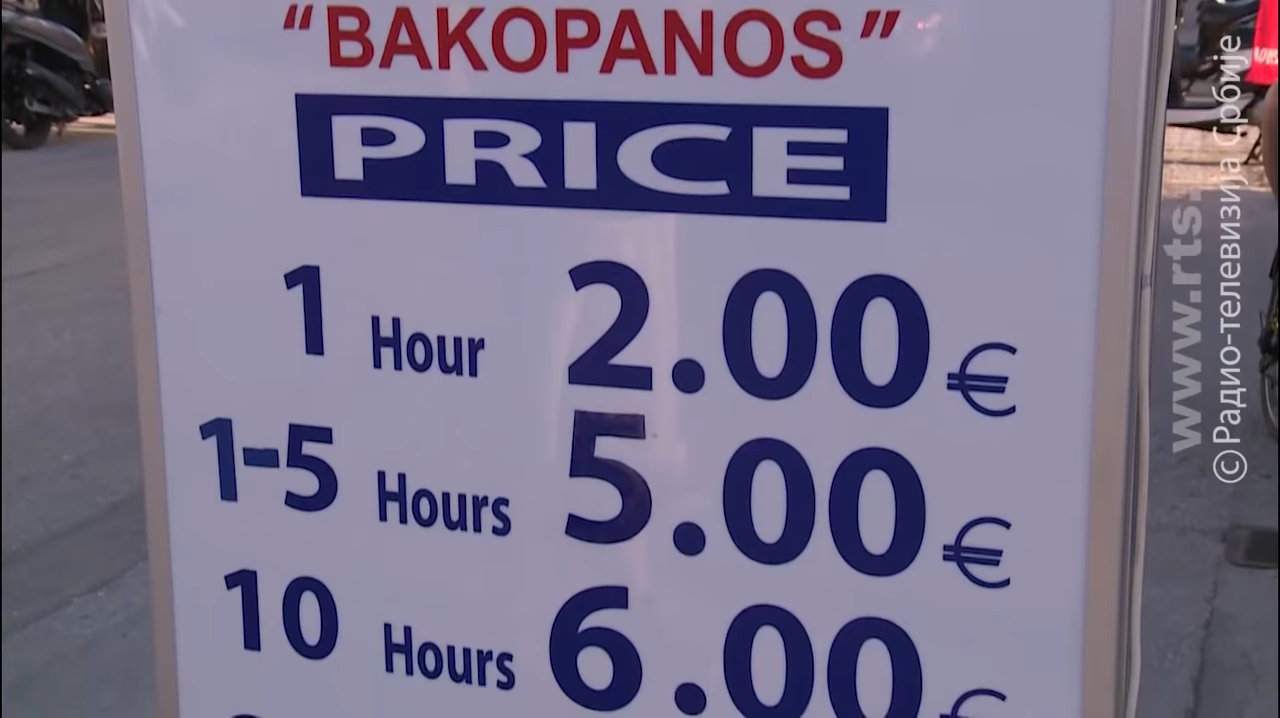 “BAKOPANOS”
PRICE
1 Hour 2.00€
1-5 Hours 5.00€
10 Hours 6.00€
www.rts.
©Радио-телевизија Србије